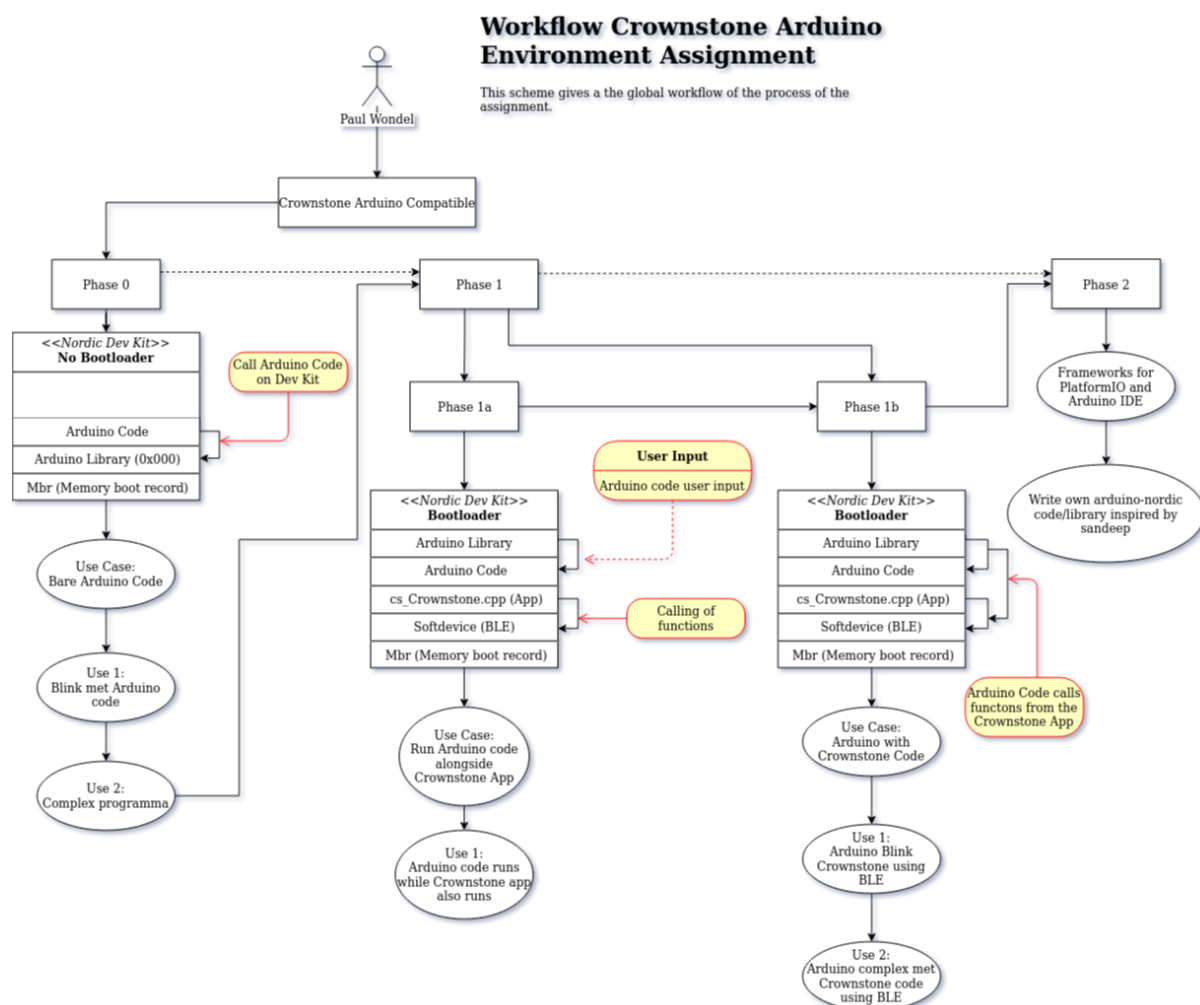 Workflow Crownstone Arduino
Environment Assignment
This scheme gives a the global workflow of the process of the
assignment.
Paul Wondel
Crownstone Arduino Compatible
Phase 0
Phase 1
Phase 2
<<Nordic Dev Kit>>
No Bootloader
Arduino Code
Arduino Library (0x000)
Mbr (Memory boot record)
Call Arduino Code
on Dev Kit
Use Case:
Bare Arduino Code
Use 1:
Blink met Arduino
code
Use 2:
Complex programma
Phase 1a
Phase 1b
<<Nordic Dev Kit>>
Bootloader
Arduino Library
Arduino Code
cs_Crownstone.cpp (App)
Softdevice (BLE)
Mbr (Memory boot record)
User Input
Arduino code user input
Calling of
functions
Use Case:
Run Arduino code
alongside
Crownstone App
Use 1:
Arduino code runs
while Crownstone app
also runs
<<Nordic Dev Kit>>
Bootloader
Arduino Library
Arduino Code
cs_Crownstone.cpp (App)
Softdevice (BLE)
Mbr (Memory boot record)
Arduino Code calls
functons from the
Crownstone App
Use Case:
Arduino with
Crownstone Code
Use 1:
Arduino Blink
Crownstone using
BLE
Use 2:
Arduino complex met
Crownstone code
using BLE
Frameworks for
PlatformIO and
Arduino IDE
Write own arduino-nordic
code/library inspired by
sandeep